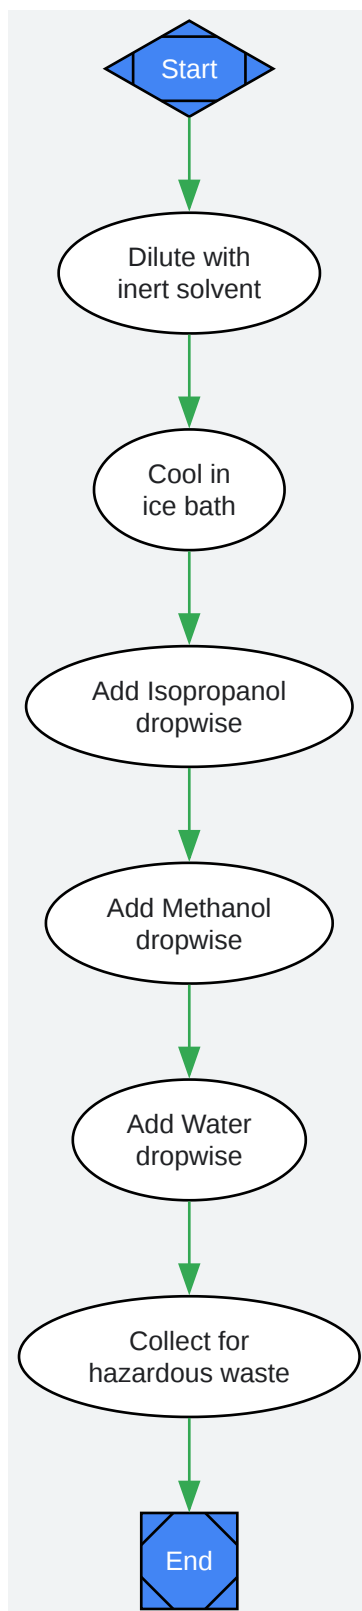 Start
Dilute with
inert solvent
Cool in
ice bath
Add Isopropanol
dropwise
Add Methanol
dropwise
Add Water
dropwise
Collect for
hazardous waste
End